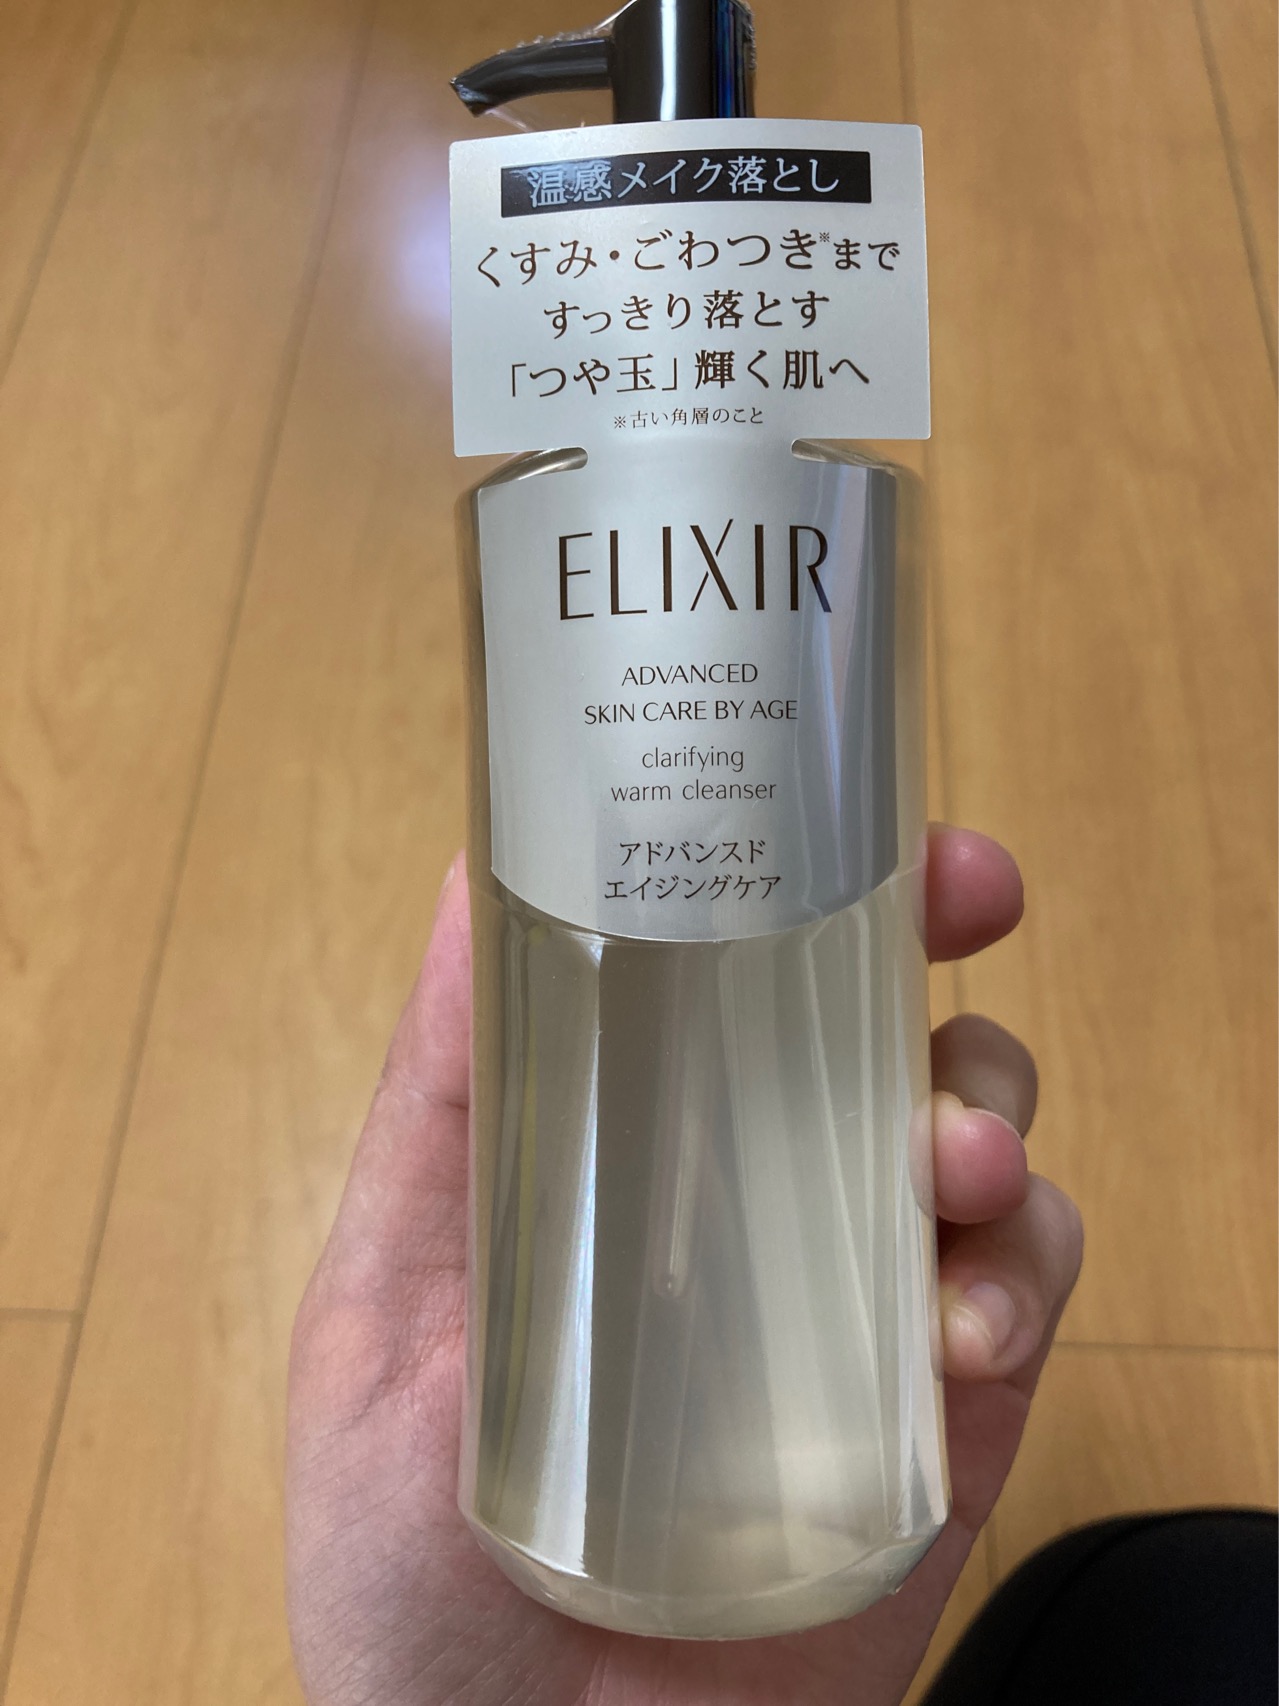 温感メイク落とし
くすみ・ごわつき※まで
すっきり落とす
「つや玉」輝く肌へ
※古い角層のこと
ELIXIR
ADVANCED
SKIN CARE BY AGE
clarifying
warm cleanser
アドバンスド
エイジングケア